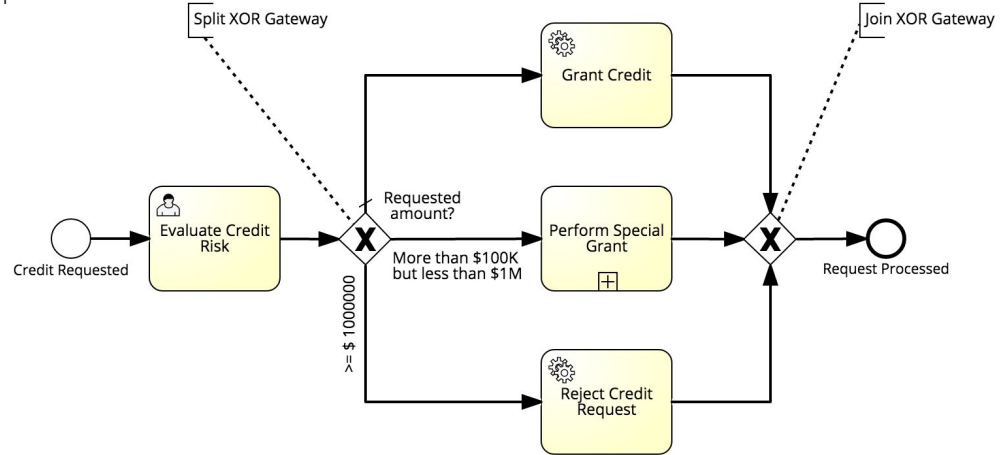 Split XOR Gateway
Join XOR Gateway
Grant Credit
Requested
amount?
Evaluate Credit
Risk
Perform Special
Grant
More than $100K
but less than $1M
Credit Requested
Request Processed
>= $ 1000000
Reject Credit
Request